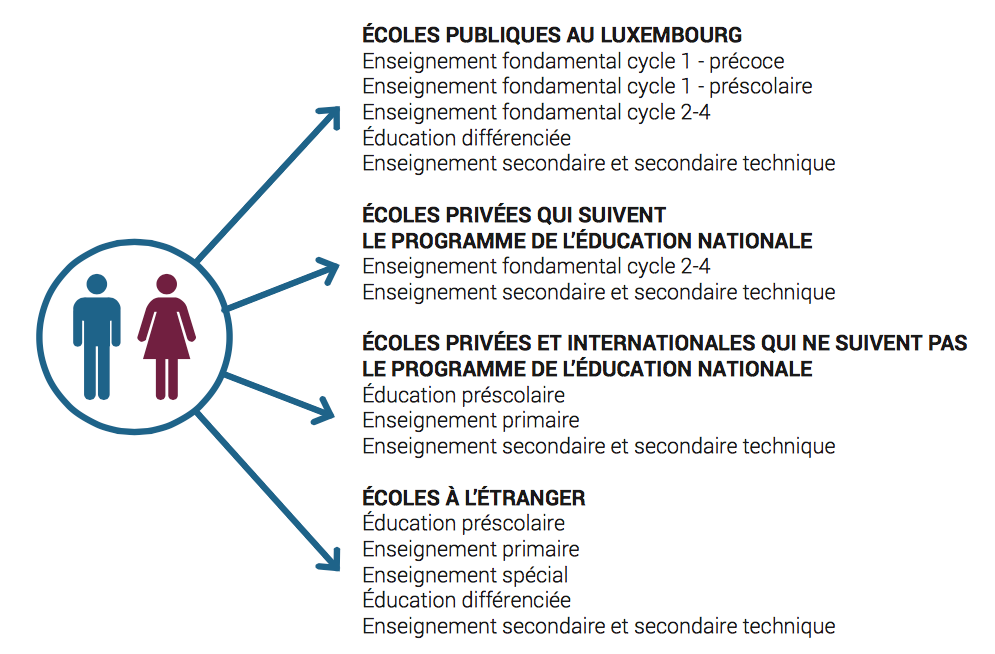 ÉCOLES PUBLIQUES AU LUXEMBOURG
Enseignement fondamental cycle 1 - précoce
Enseignement fondamental cycle 1 - préscolaire
Enseignement fondamental cycle 2-4
Éducation différenciée
Enseignement secondaire et secondaire technique
ÉCOLES PRIVÉES QUI SUIVENT
LE PROGRAMME DE L’ÉDUCATION NATIONALE
Enseignement fondamental cycle 2-4
Enseignement secondaire et secondaire technique
ÉCOLES PRIVÉES ET INTERNATIONALES QUI NE SUIVENT PAS
LE PROGRAMME DE L’ÉDUCATION NATIONALE
Éducation préscolaire
Enseignement primaire
Enseignement secondaire et secondaire technique
ÉCOLES À L’ÉTRANGER
Éducation préscolaire
Enseignement primaire
Enseignement spécial
Éducation différenciée
Enseignement secondaire et secondaire technique